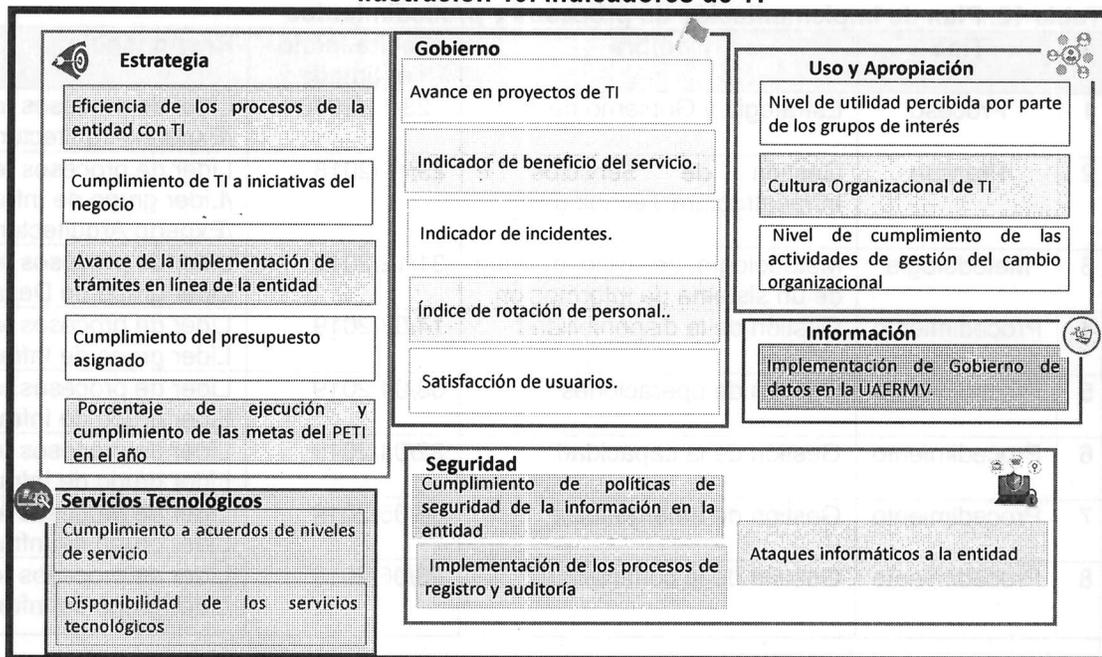 Ilustración 10. Indicadores de TI
Estrategia
Eficiencia de los procesos de la
entidad con TI
Cumplimiento de TI a iniciativas del
negocio
Avance de la implementación de
trámites en línea de la entidad
Cumplimiento del presupuesto
asignado
Porcentaje de ejecución y
cumplimiento de las metas del PETI
en el año
Servicios Tecnológicos
Cumplimiento a acuerdos de niveles
de servicio
Disponibilidad de los servicios
tecnológicos
Gobierno
Avance en proyectos de TI
Indicador de beneficio del servicio.
Indicador de incidentes.
Índice de rotación de personal..
Satisfacción de usuarios.
Uso y Apropiación
Nivel de utilidad percibida por parte
de los grupos de interés
Cultura Organizacional de TI
Nivel de cumplimiento de las
actividades de gestión del cambio
organizacional
Información
Implementación de Gobierno de
datos en la UAERMV.
Seguridad
Cumplimiento de políticas de
seguridad de la información en la
entidad
Implementación de los procesos de
registro y auditoría
Ataques informáticos a la entidad